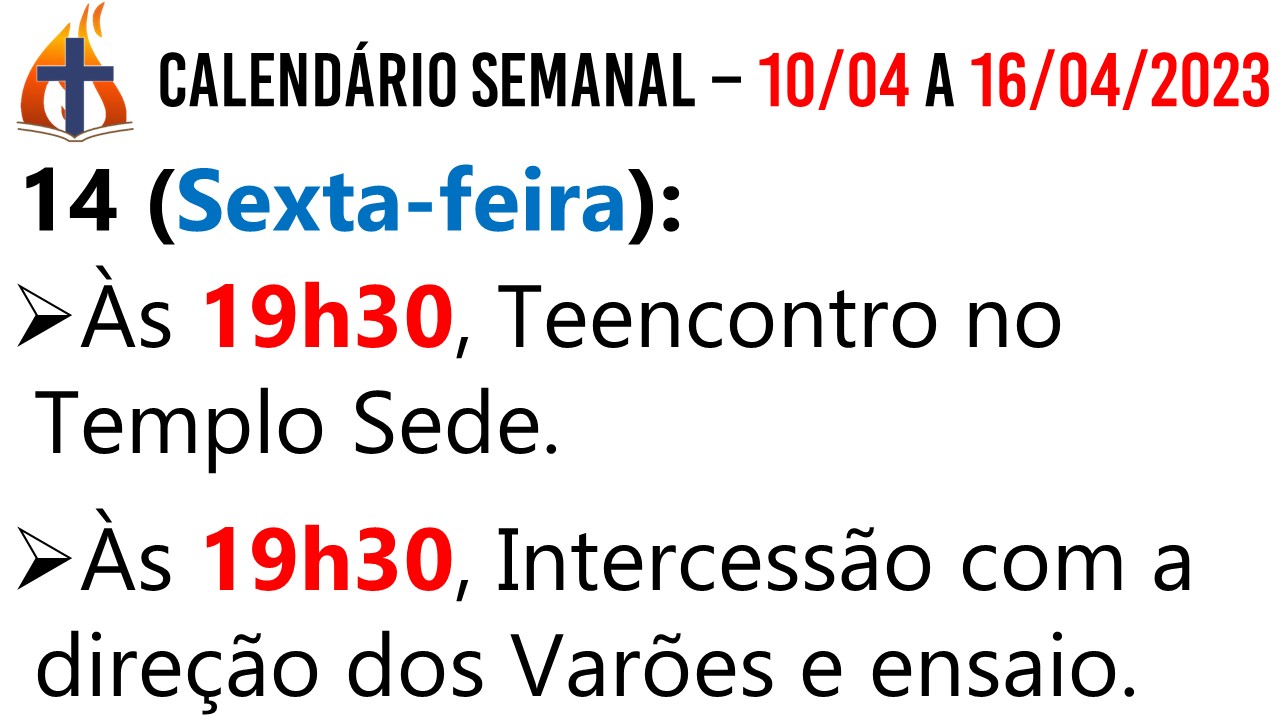 CALENDÁRIO SEMANAL – 10/04 A 16/04/2023
14 (Sexta-feira):
➢Às 19h30, Teencontro no
Templo Sede.
➢Às 19h30, Intercessão com a
direção dos Varões e ensaio.